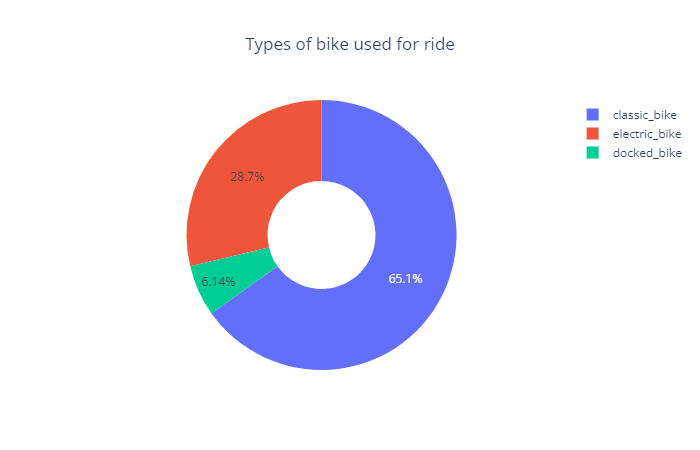 Types of bike used for ride
classic_bike
electric_bike
docked_bike
28.7%
6.14%
65.1%